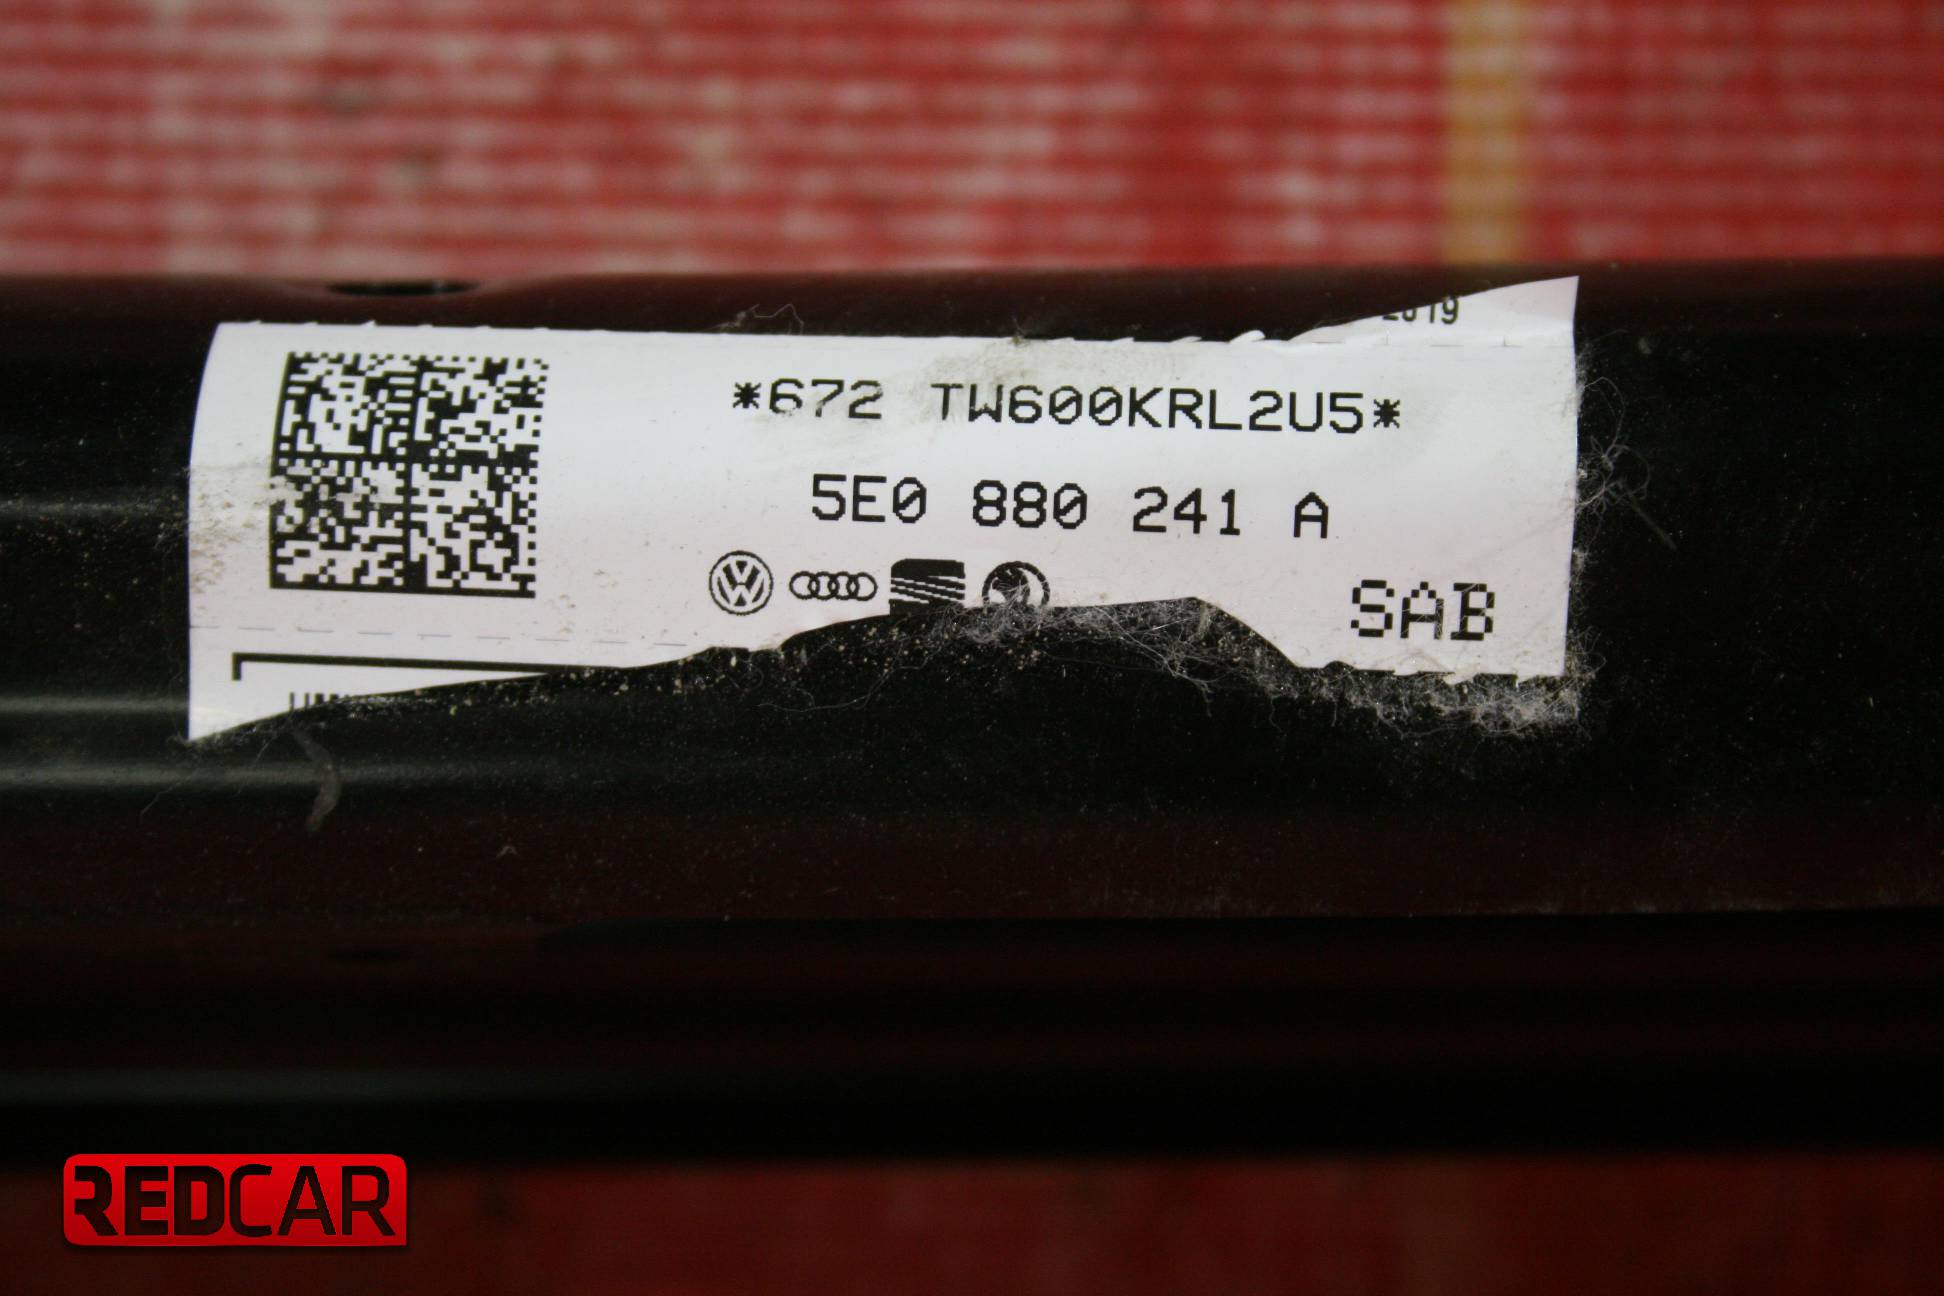 *672 TW600KRL2U5*
5E0 880 241 A
SAB
REDCAR